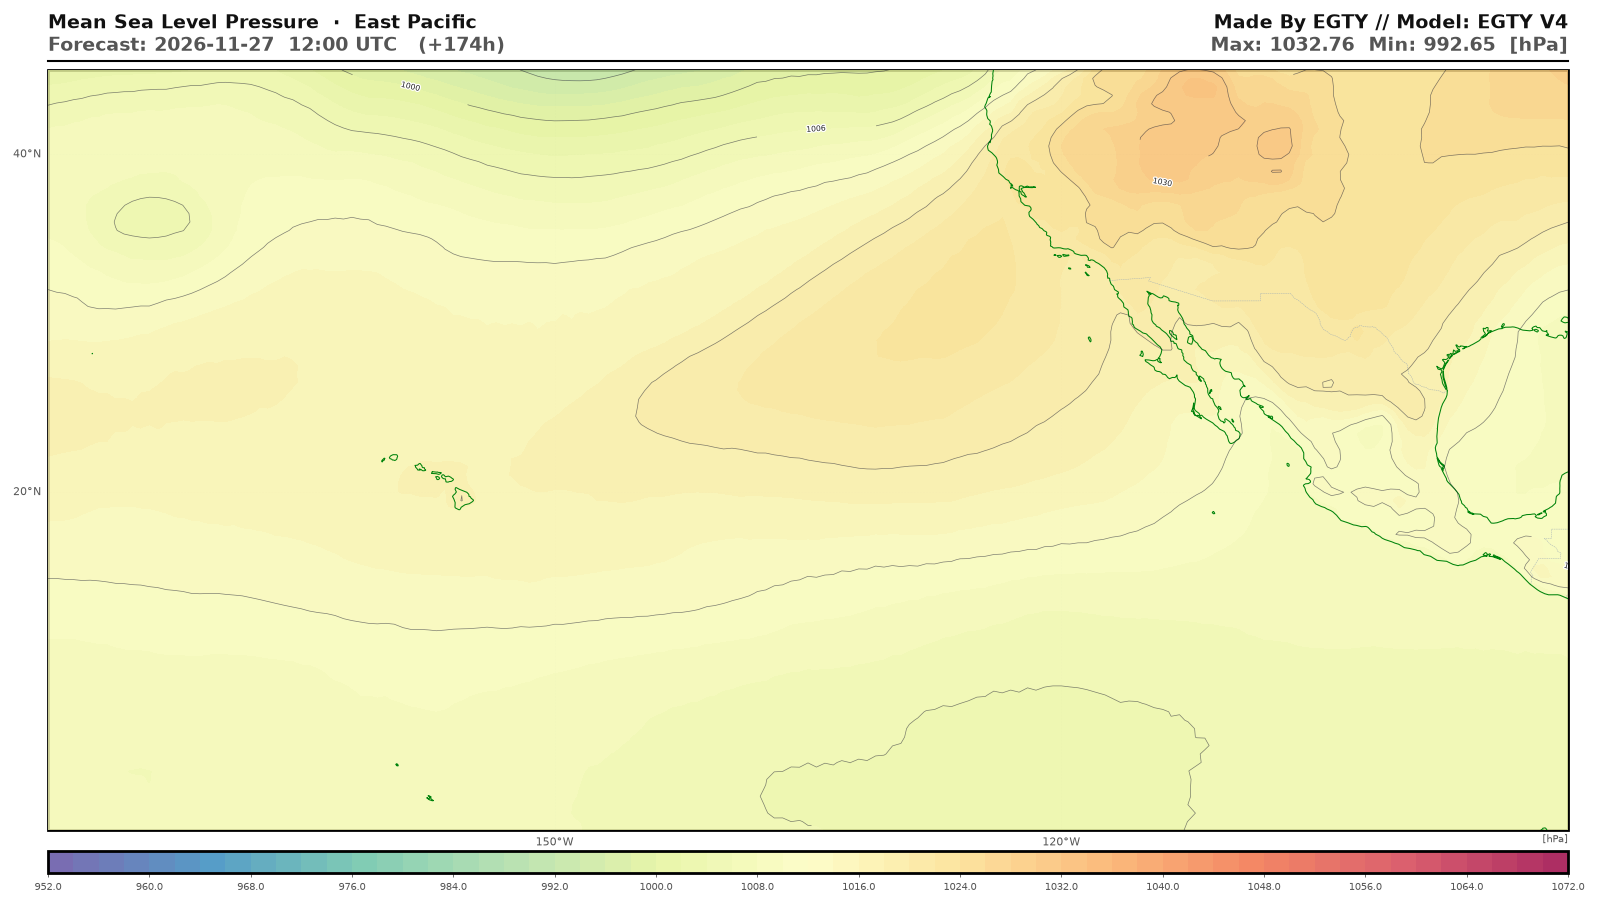 Mean Sea Level Pressure · East Pacific
Made By EGTY // Model: EGTY V4
Forecast: 2026-11-27 12:00 UTC (+174h)
Max: 1032.76 Min: 992.65 [hPa]
1000
1006
40°N
1030
20°N
150°W
120°W
[hPa]
952.0 960.0 968.0 976.0 984.0 992.0 1000.0 1008.0 1016.0 1024.0 1032.0 1040.0 1048.0 1056.0 1064.0 1072.0